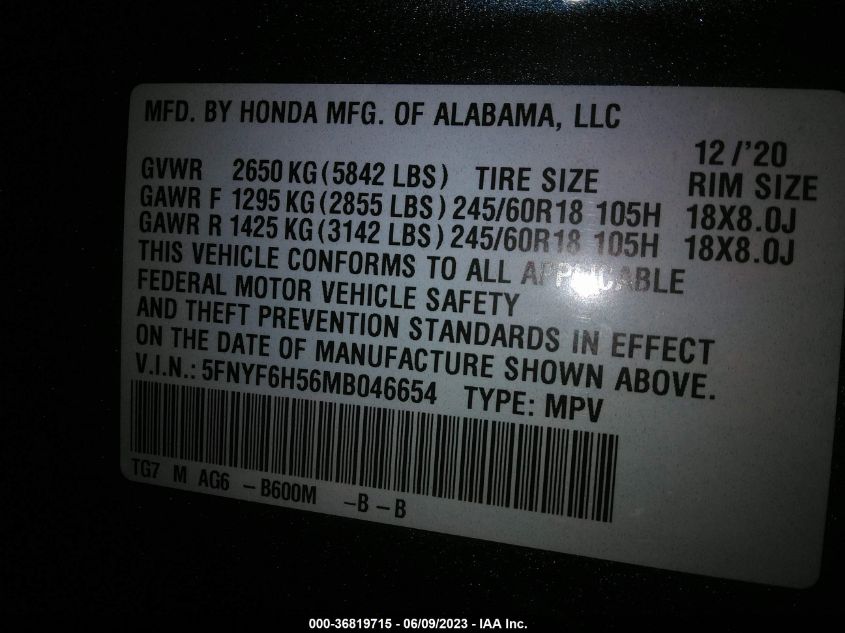 MFD. BY HONDA MFG. OF ALABAMA, LLC
12/'20
GVWR 2650 KG (5842 LBS) TIRE SIZE RIM SIZE
GAWR F 1295 KG (2855 LBS) 245/60R18 105H 18X8.0J
GAWR R 1425 KG (3142 LBS) 245/60R18 105H 18X8.0J
THIS VEHICLE CONFORMS TO ALL APPLICABLE
FEDERAL MOTOR VEHICLE SAFETY
AND THEFT PREVENTION STANDARDS IN EFFECT
ON THE DATE OF MANUFACTURE SHOWN ABOVE.
V.I.N.: 5FNYF6H56MB046654 TYPE: MPV
TG7 M AG6 -B600M -B-B
000-36819715 - 06/09/2023 - IAA Inc.